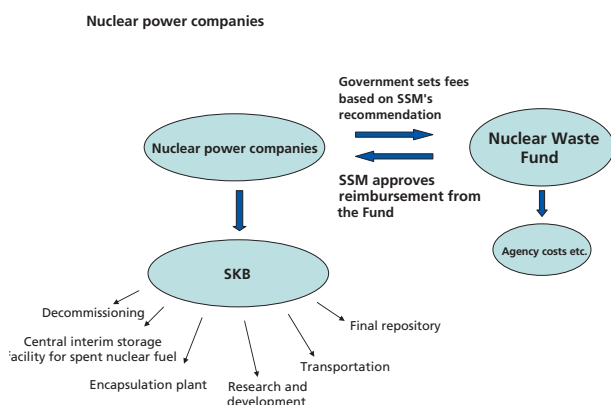 Nuclear power companies
Government sets fees
based on SSM's
recommendation
Nuclear power companies
Nuclear Waste
Fund
SSM approves
reimbursement from
the Fund
Agency costs etc.
SKB
Decommissioning
Central interim storage
facility for spent nuclear fuel
Encapsulation plant
Research and
development
Transportation
Final repository